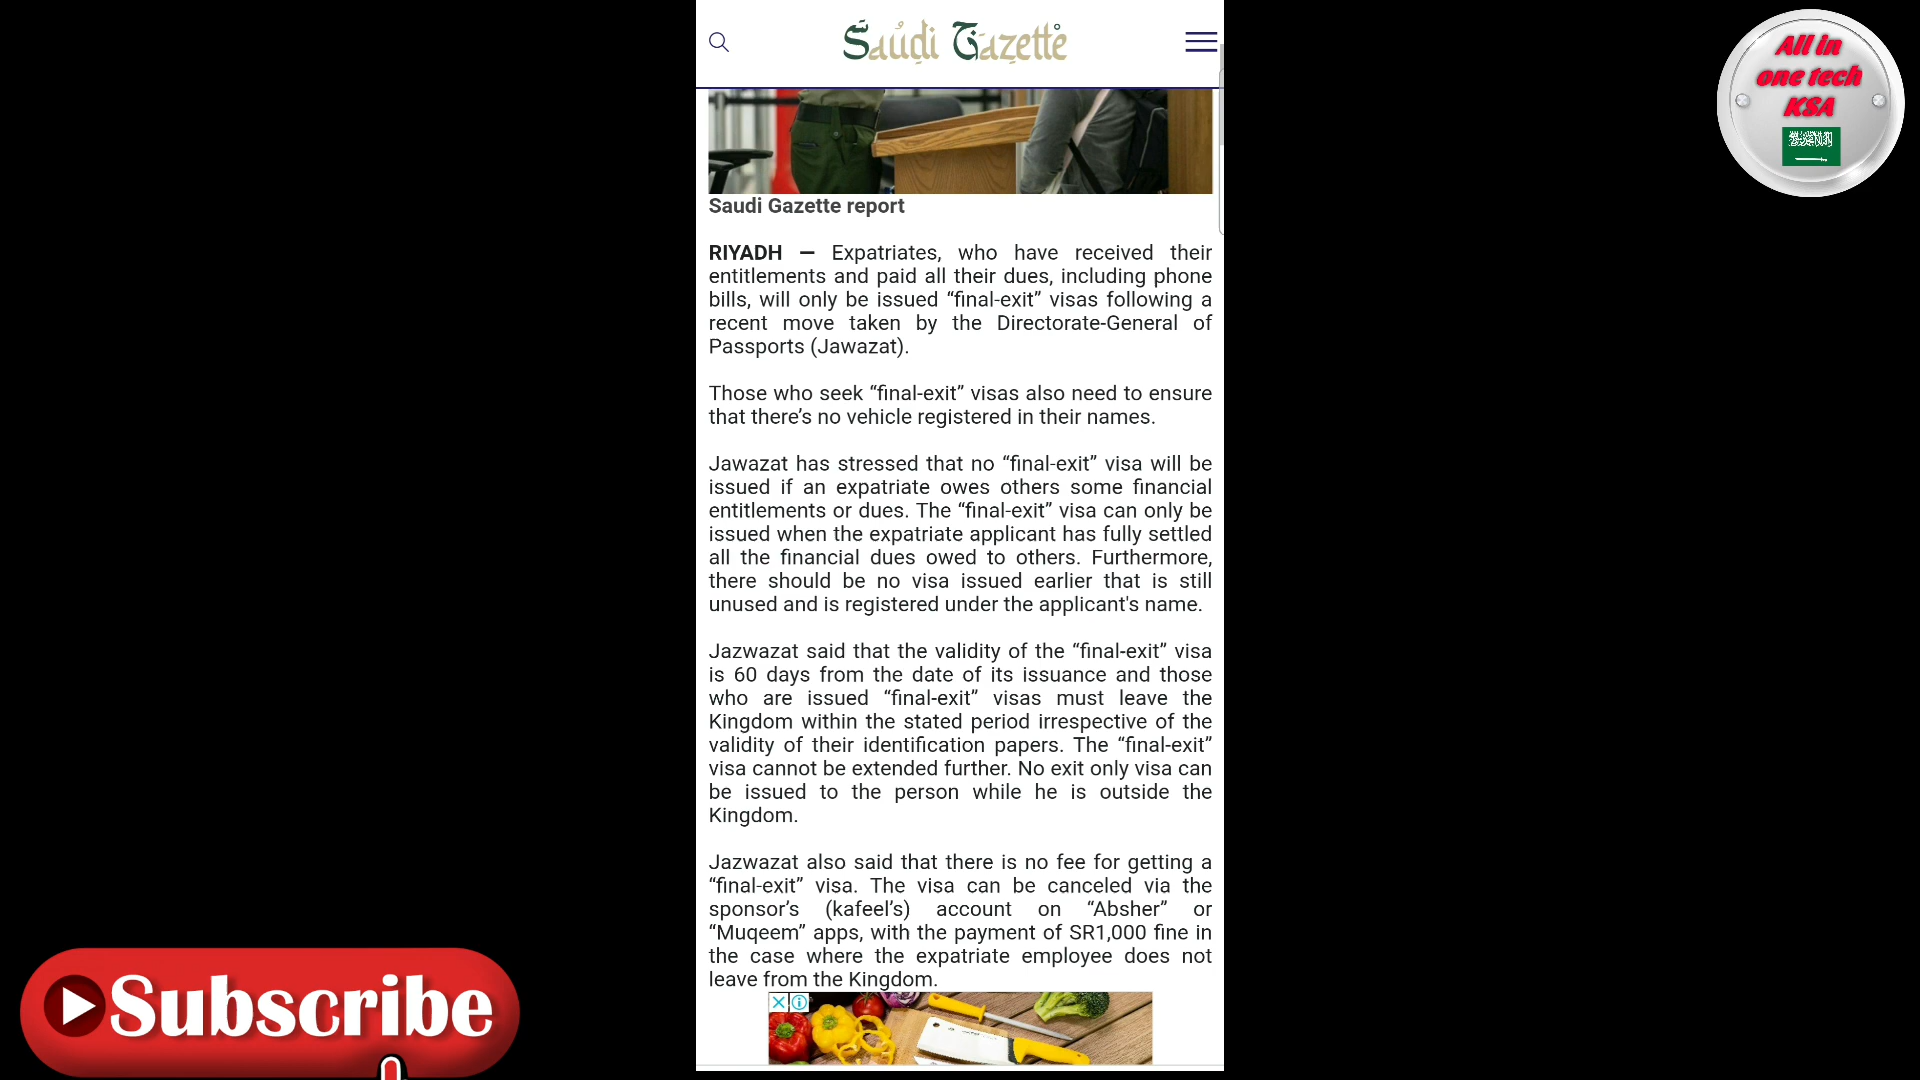 Saudi Gazette
All in
one tech
KSA
Saudi Gazette report
RIYADH — Expatriates, who have received their
entitlements and paid all their dues, including phone
bills, will only be issued “final-exit” visas following a
recent move taken by the Directorate-General of
Passports (Jawazat).
Those who seek “final-exit” visas also need to ensure
that there’s no vehicle registered in their names.
Jawazat has stressed that no “final-exit” visa will be
issued if an expatriate owes others some financial
entitlements or dues. The “final-exit” visa can only be
issued when the expatriate applicant has fully settled
all the financial dues owed to others. Furthermore,
there should be no visa issued earlier that is still
unused and is registered under the applicant's name.
Jazwazat said that the validity of the “final-exit” visa
is 60 days from the date of its issuance and those
who are issued “final-exit” visas must leave the
Kingdom within the stated period irrespective of the
validity of their identification papers. The “final-exit”
visa cannot be extended further. No exit only visa can
be issued to the person while he is outside the
Kingdom.
Jazwazat also said that there is no fee for getting a
“final-exit” visa. The visa can be canceled via the
sponsor’s (kafeel’s) account on “Absher” or
“Muqeem” apps, with the payment of SR1,000 fine in
the case where the expatriate employee does not
leave from the Kingdom.
Subscribe